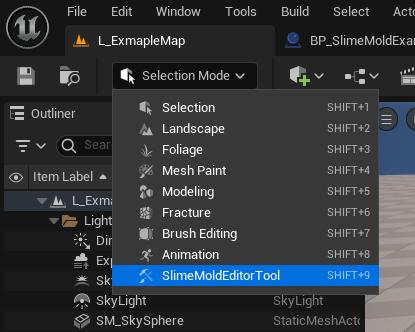 File Edit Window Tools Build Select Act
L_ExmapleMap BP_SlimeMoldExa
Selection Mode
Outliner
Selection SHIFT+1
Landscape SHIFT+2
Foliage SHIFT+3
Sear
Mesh Paint SHIFT+4
Item Label
Modeling SHIFT+5
L_Exma
Fracture SHIFT+6
Light
Brush Editing SHIFT+7
Dir
Animation SHIFT+8
Exp
SlimeMoldEditorTool SHIFT+9
Sky
SkyLight SkyLight
SM_SkySphere StaticMeshActo